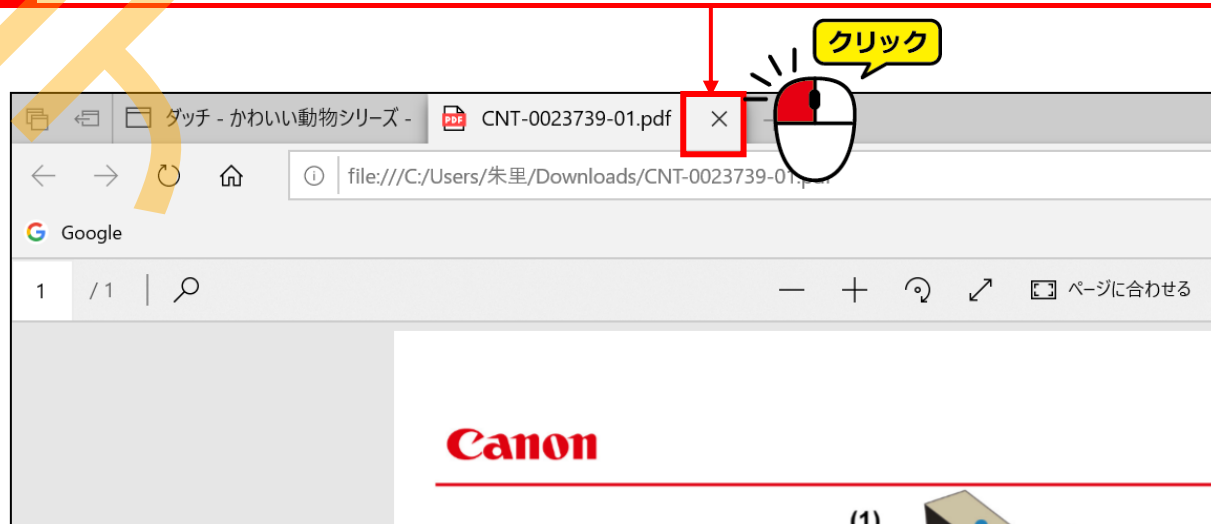 クリック
ダッチ - かわいい動物シリーズ -
PDF
CNT-0023739-01.pdf
file:///C:/Users/朱里/Downloads/CNT-0023739-01.pdf
G Google
1 / 1
ページに合わせる
Canon
(1)